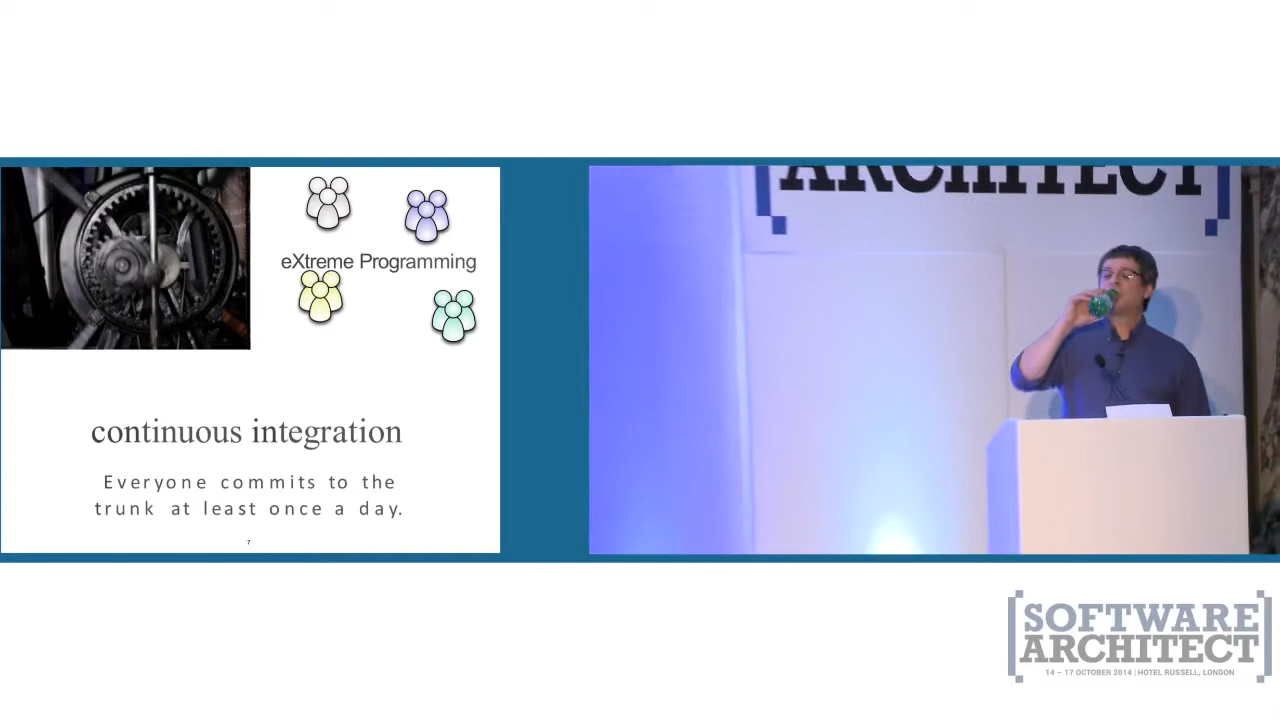 eXtreme Programming
continuous integration
Everyone commits to the
trunk at least once a day.
7
ARCHITECT
[SOFTWARE
ARCHITECT]
14 – 17 OCTOBER 2014 | HOTEL RUSSELL, LONDON